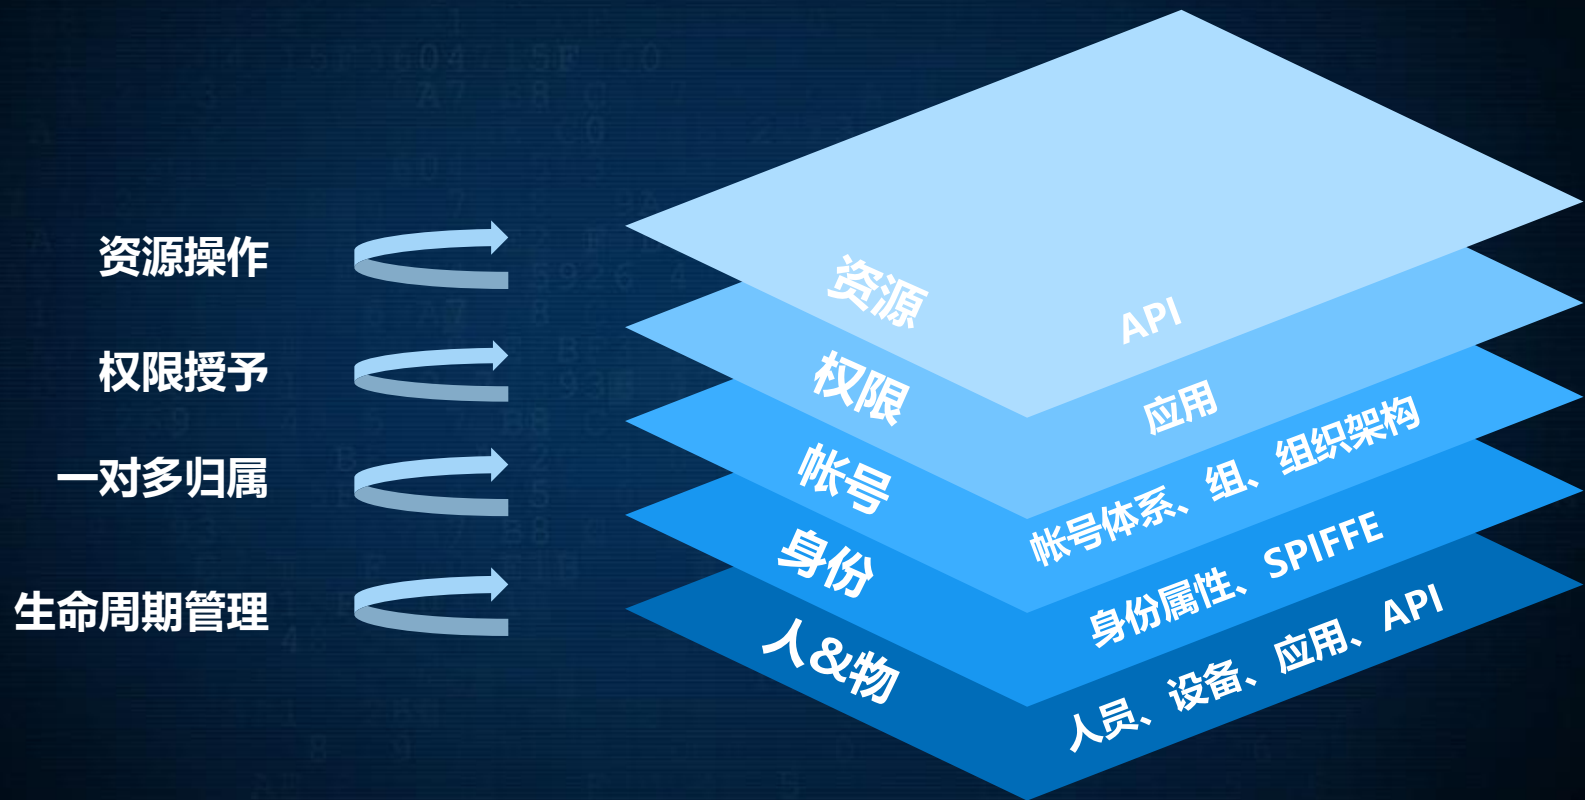 资源操作
权限授予
一对多归属
生命周期管理
资源
API
权限
应用
帐号
帐号体系、组、组织架构
身份
身份属性、SPIFFE
人&物
人员、设备、应用、API